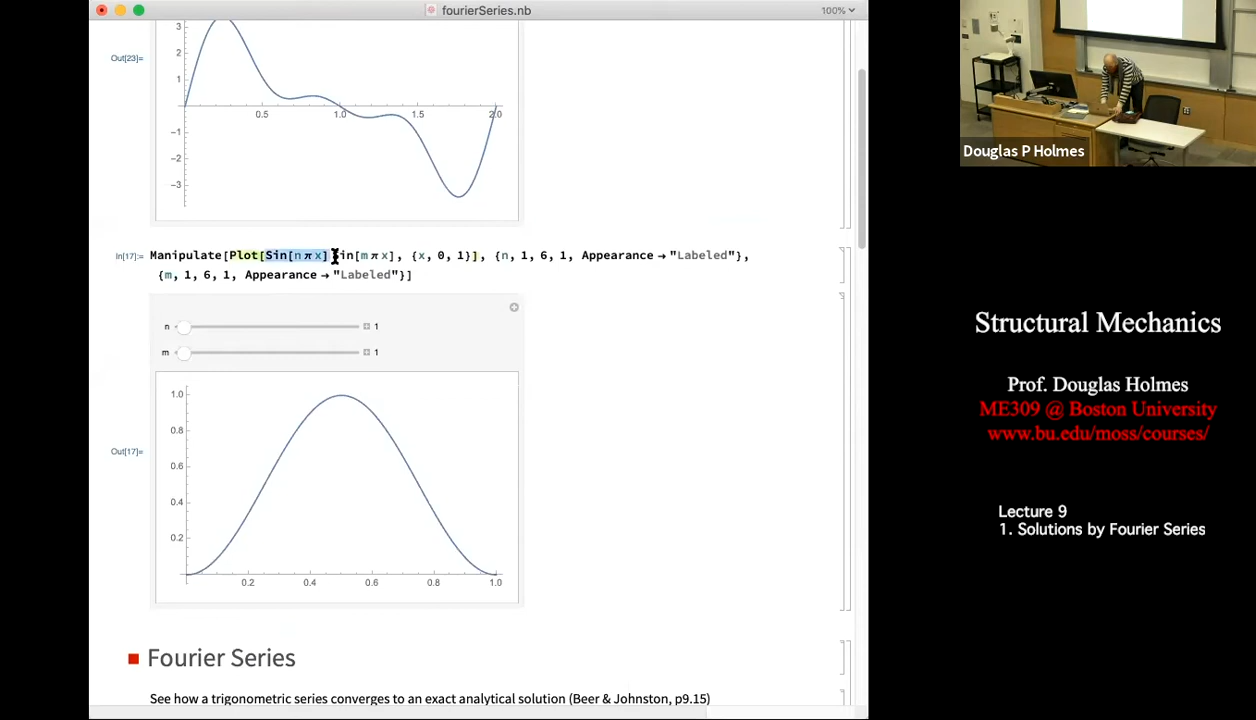 fourierSeries.nb
100%
3
2
1
-1
-2
-3
0.5
1.0
1.5
2.0
Out[23]=
In[17]:= Manipulate[Plot[Sin[n π x] Sin[m π x], {x, 0, 1}], {n, 1, 6, 1, Appearance → "Labeled"},
{m, 1, 6, 1, Appearance → "Labeled"}]
n 1
m 1
1.0
0.8
0.6
0.4
0.2
Out[17]=
0.2 0.4 0.6 0.8 1.0
Fourier Series
See how a trigonometric series converges to an exact analytical solution (Beer & Johnston, p9.15)
Douglas P Holmes
Structural Mechanics
Prof. Douglas Holmes
ME309 @ Boston University
www.bu.edu/moss/courses/
Lecture 9
1. Solutions by Fourier Series